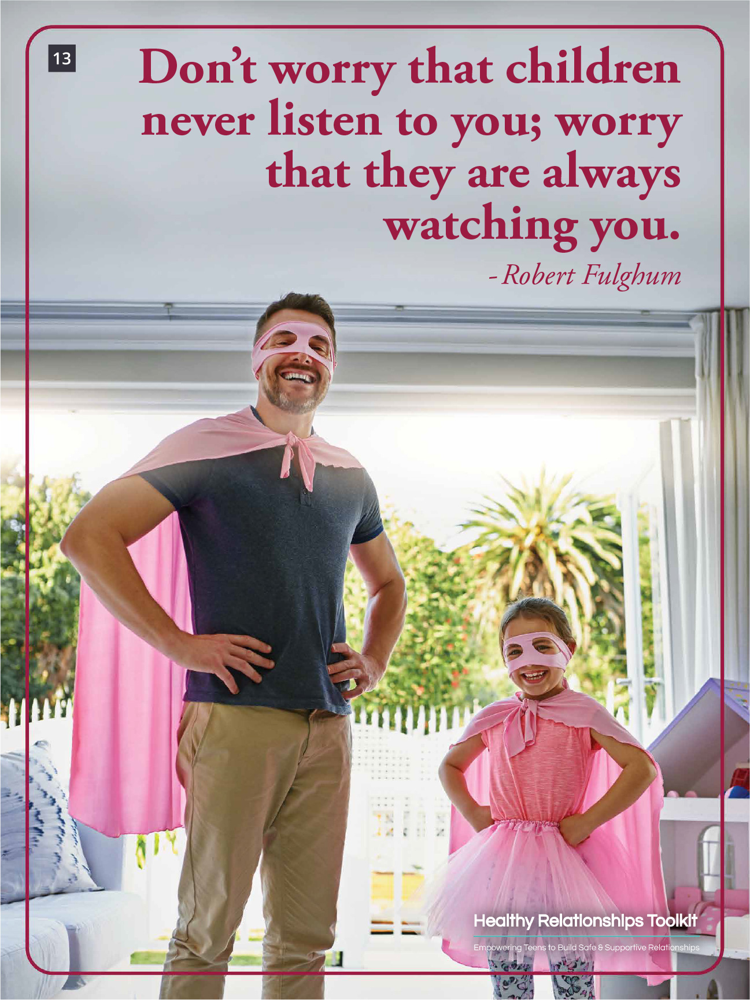 13
Don’t worry that children
never listen to you; worry
that they are always
watching you.
- Robert Fulghum
Healthy Relationships Toolkit
Empowering Teens to Build Safe & Supportive Relationships